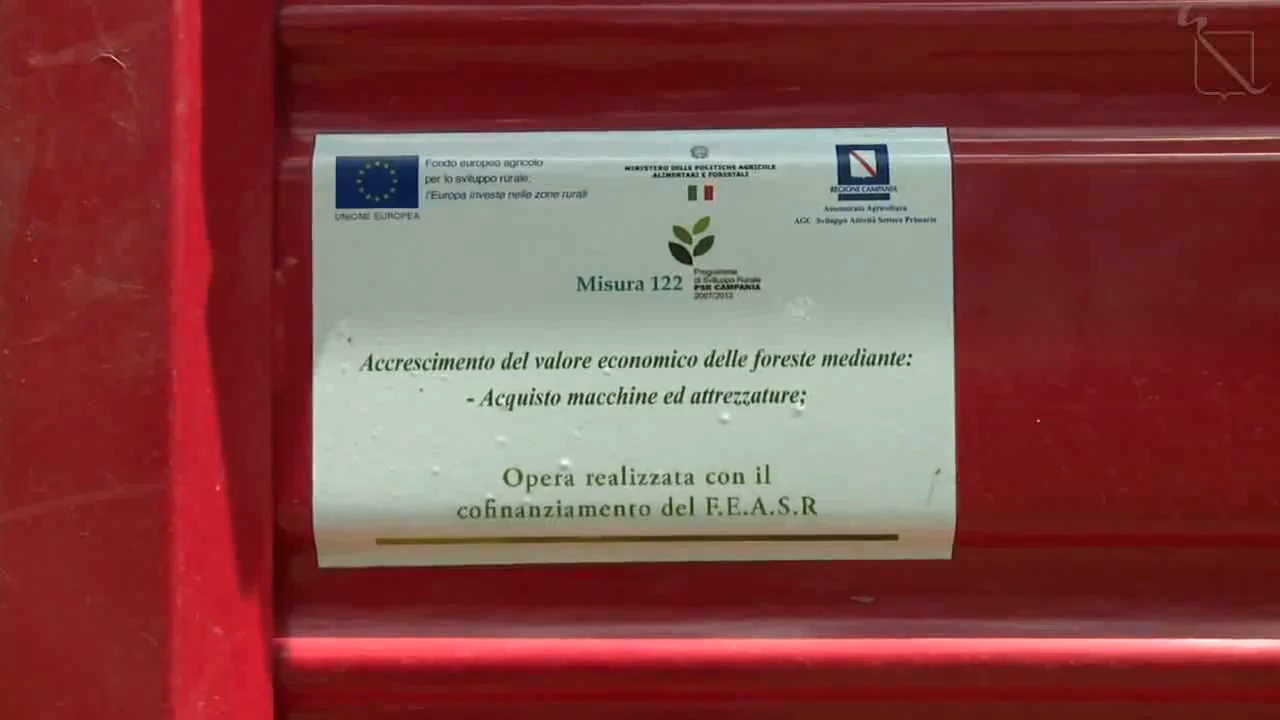 Fondo europeo agricolo
per lo sviluppo rurale:
l'Europa investe nelle zone rurali
UNIONE EUROPEA
MINISTERO DELLE POLITICHE AGRICOLE
ALIMENTARI E FORESTALI
REGIONE CAMPANIA
Assessorato Agricoltura
AGC Sviluppo Attività Settore Primario
Misura 122
Programma
di Sviluppo Rurale
PSR CAMPANIA
2007/2013
Accrescimento del valore economico delle foreste mediante:
- Acquisto macchine ed attrezzature;
Opera realizzata con il
cofinanziamento del F.E.A.S.R